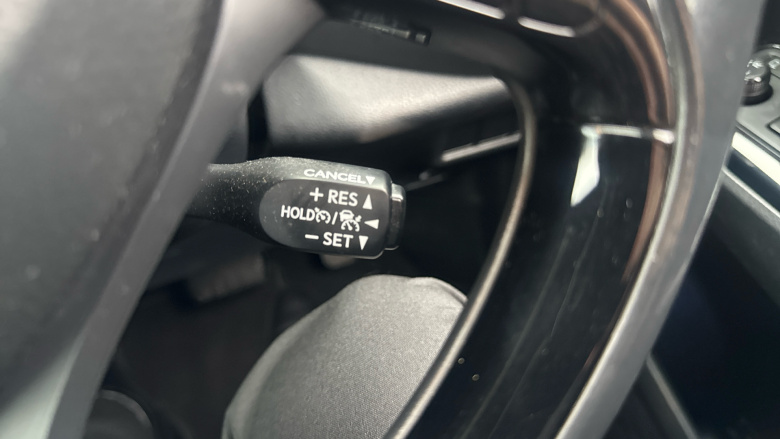 CANCEL▼
+ RES ▲
HOLD / ◀
− SET ▼